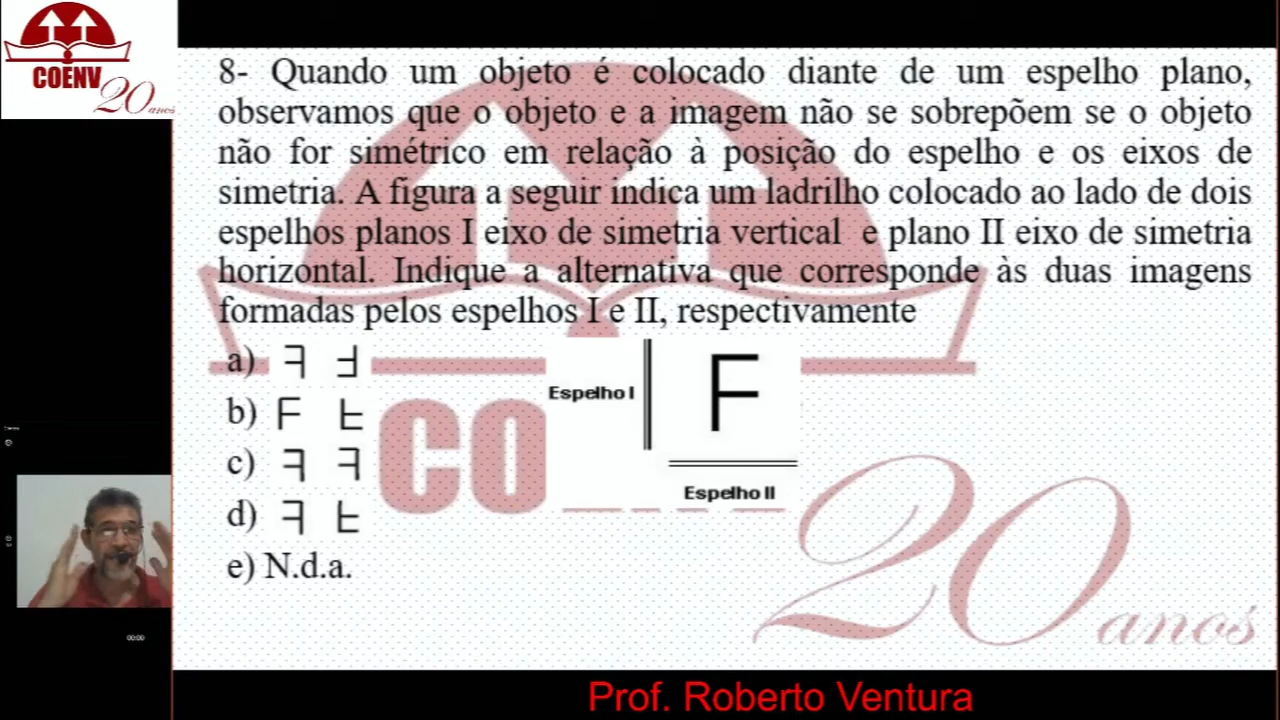 COENV
20 anos
8- Quando um objeto é colocado diante de um espelho plano,
observamos que o objeto e a imagem não se sobrepõem se o objeto
não for simétrico em relação à posição do espelho e os eixos de
simetria. A figura a seguir indica um ladrilho colocado ao lado de dois
espelhos planos I eixo de simetria vertical e plano II eixo de simetria
horizontal. Indique a alternativa que corresponde às duas imagens
formadas pelos espelhos I e II, respectivamente
a)
b) F
c)
d)
e) N.d.a.
Espelho I
F
Espelho II
CO
20 anos
00:00
Prof. Roberto Ventura